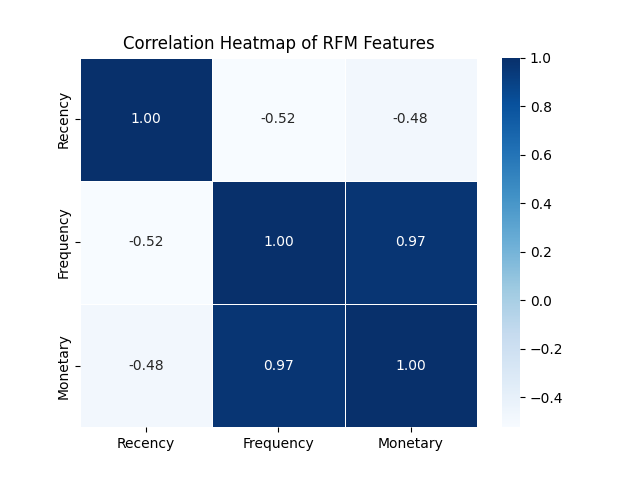 Correlation Heatmap of RFM Features
Recency
1.00
-0.52
-0.48
Frequency
-0.52
1.00
0.97
Monetary
-0.48
0.97
1.00
Recency
Frequency
Monetary
1.0
0.8
0.6
0.4
0.2
0.0
−0.2
−0.4